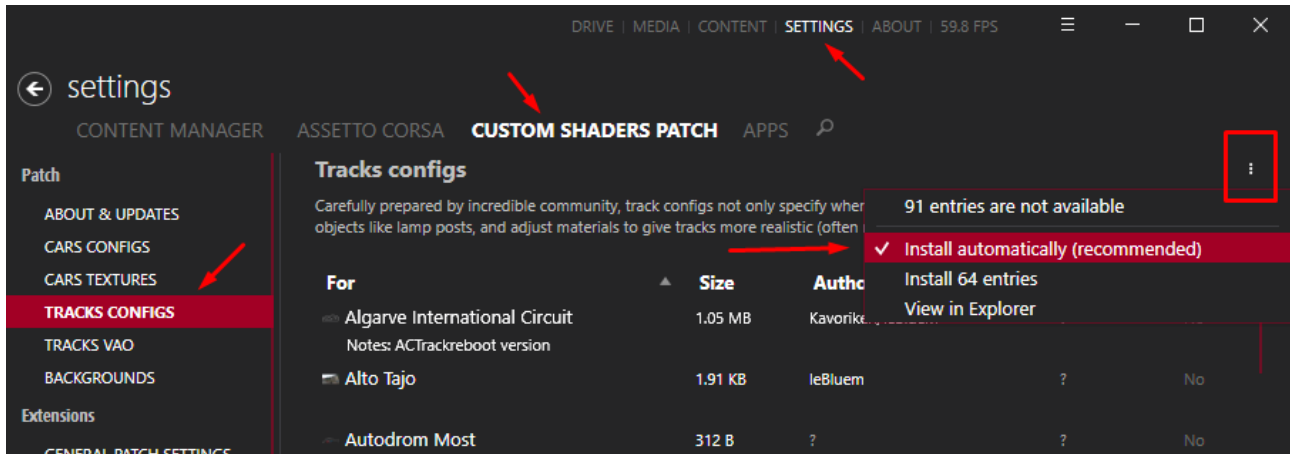 DRIVE | MEDIA | CONTENT | SETTINGS | ABOUT | 59.8 FPS
settings
CONTENT MANAGER ASSETTO CORSA CUSTOM SHADERS PATCH APPS
Patch
ABOUT & UPDATES
CARS CONFIGS
CARS TEXTURES
TRACKS CONFIGS
TRACKS VAO
BACKGROUNDS
Extensions
GENERAL PATCH SETTINGS
Tracks configs
Carefully prepared by incredible community, track configs not only specify wher
objects like lamp posts, and adjust materials to give tracks more realistic (often
91 entries are not available
Install automatically (recommended)
Install 64 entries
View in Explorer
For Size Autho
Algarve International Circuit 1.05 MB
Notes: ACTrackreboot version
Alto Tajo 1.91 KB leBluem ? No
Autodrom Most 312 B ? ? No